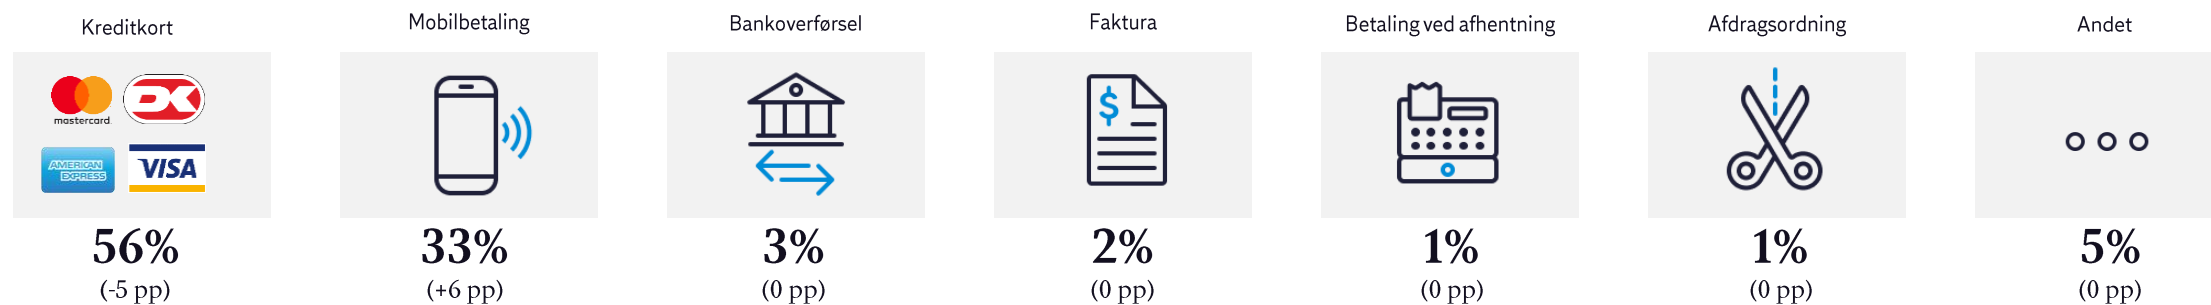 Kreditkort
Mobilbetaling
Bankoverførsel
Faktura
Betaling ved afhentning
Afdragsordning
Andet
mastercard.
DK
AMERICAN
EXPRESS
VISA
$
56%
33%
3%
2%
1%
1%
5%
(-5 pp)
(+6 pp)
(0 pp)
(0 pp)
(0 pp)
(0 pp)
(0 pp)